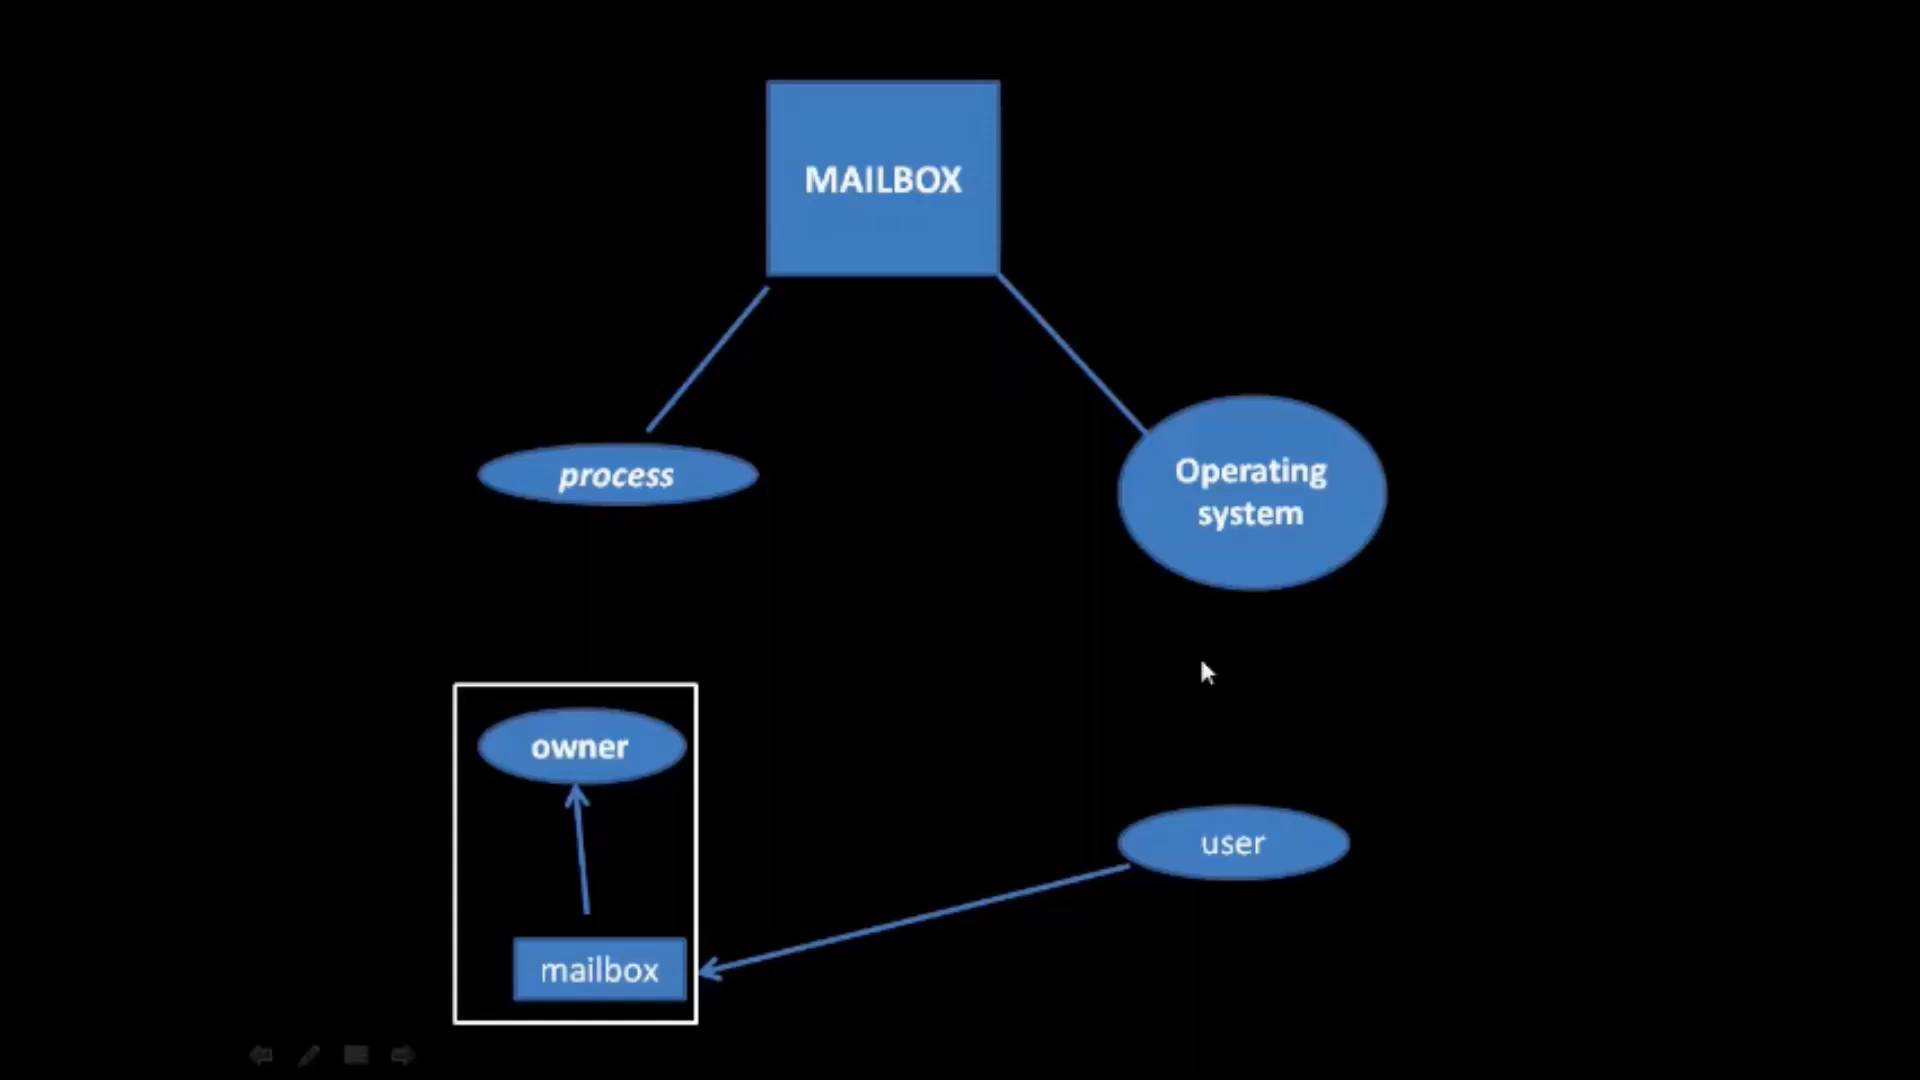 MAILBOX
process
Operating
system
owner
user
mailbox